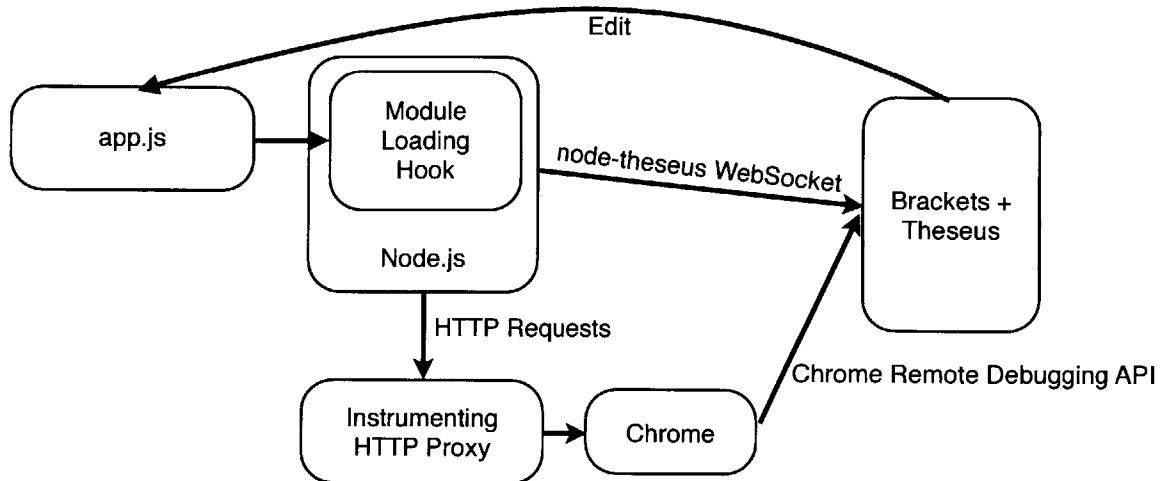 Edit
app.js
Module
Loading
Hook
Node.js
node-theseus WebSocket
Brackets +
Theseus
HTTP Requests
Chrome Remote Debugging API
Instrumenting
HTTP Proxy
Chrome